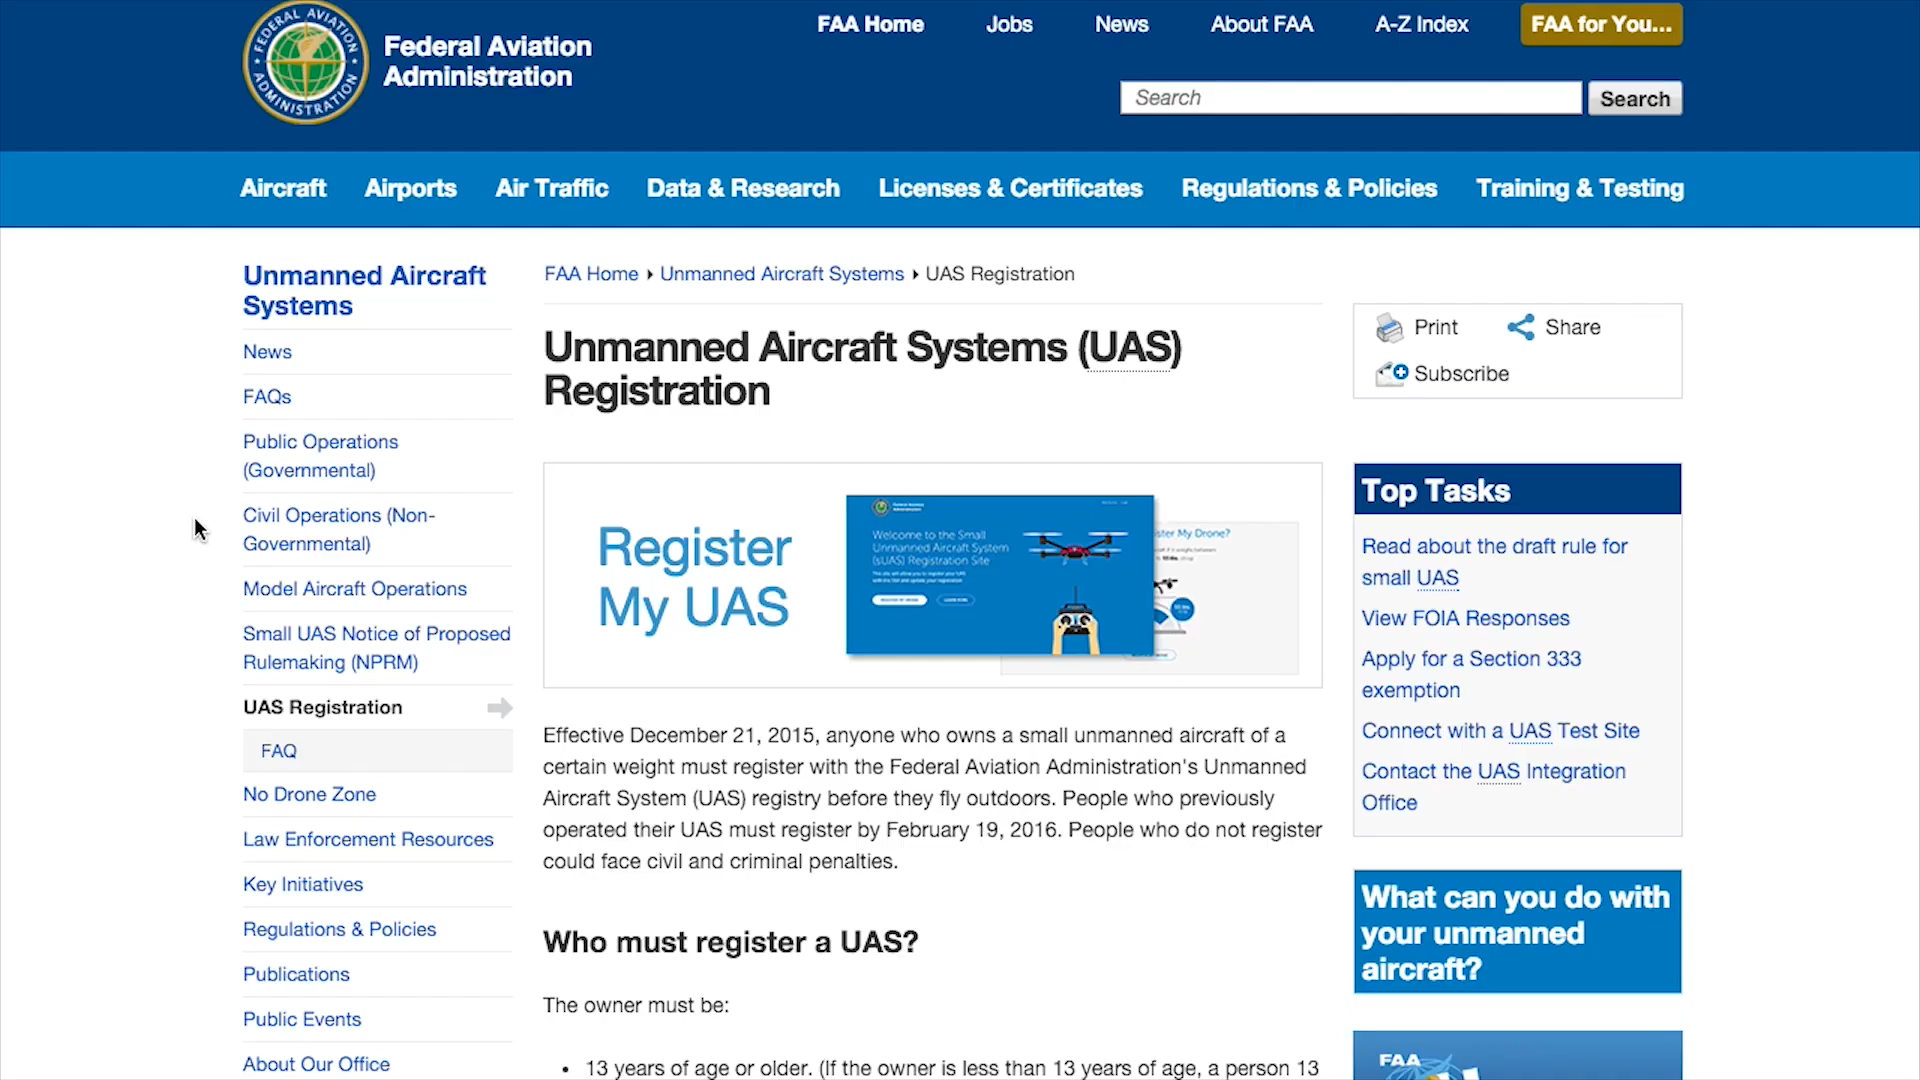 FEDERAL AVIATION ADMINISTRATION
Federal Aviation
Administration
FAA Home
Jobs
News
About FAA
A-Z Index
FAA for You...
Search
Search
Aircraft
Airports
Air Traffic
Data & Research
Licenses & Certificates
Regulations & Policies
Training & Testing
Unmanned Aircraft
Systems
News
FAQs
Public Operations
(Governmental)
Civil Operations (Non-
Governmental)
Model Aircraft Operations
Small UAS Notice of Proposed
Rulemaking (NPRM)
UAS Registration
FAQ
No Drone Zone
Law Enforcement Resources
Key Initiatives
Regulations & Policies
Publications
Public Events
About Our Office
FAA Home
Unmanned Aircraft Systems
UAS Registration
Unmanned Aircraft Systems (UAS)
Registration
Register
My UAS
Welcome to the Small
Unmanned Aircraft System
(sUAS) Registration Site
ster My Drone?
Effective December 21, 2015, anyone who owns a small unmanned aircraft of a
certain weight must register with the Federal Aviation Administration's Unmanned
Aircraft System (UAS) registry before they fly outdoors. People who previously
operated their UAS must register by February 19, 2016. People who do not register
could face civil and criminal penalties.
Who must register a UAS?
The owner must be:
• 13 years of age or older. (If the owner is less than 13 years of age, a person 13
Print
Share
Subscribe
Top Tasks
Read about the draft rule for
small UAS
View FOIA Responses
Apply for a Section 333
exemption
Connect with a UAS Test Site
Contact the UAS Integration
Office
What can you do with
your unmanned
aircraft?
FAA